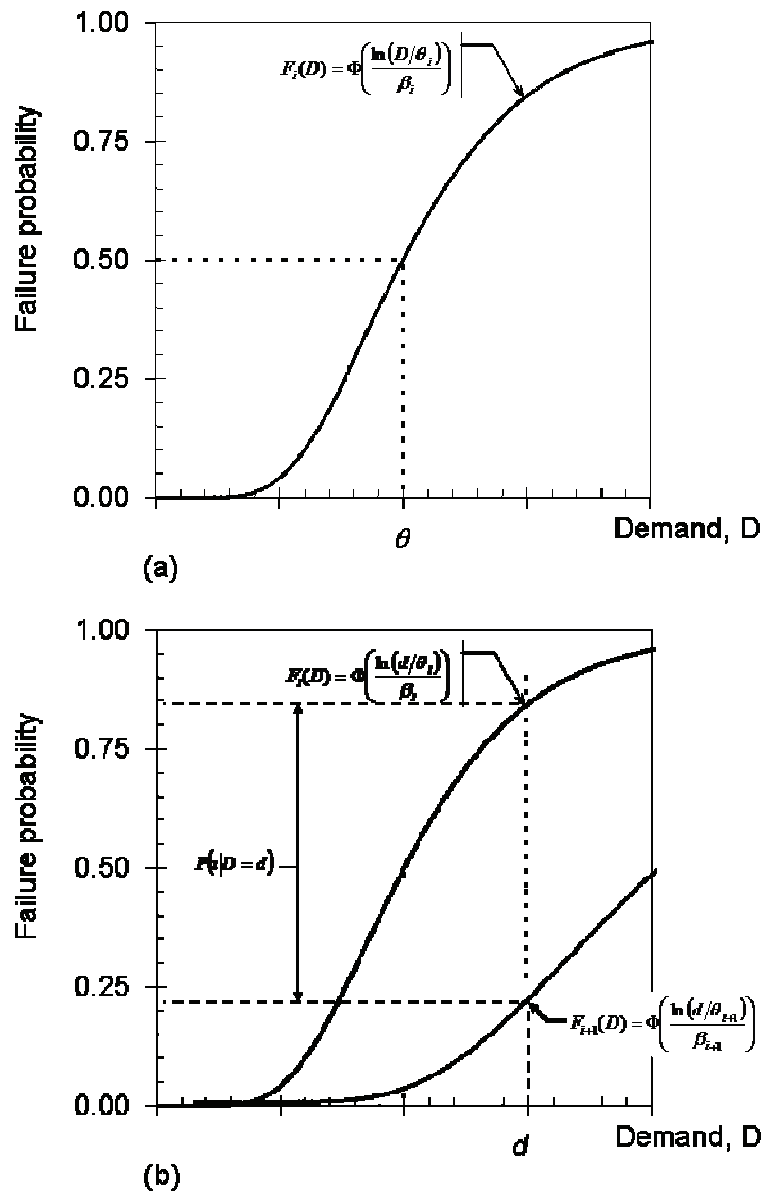 1.00
F_i(D) = Φ(ln(D/θ_i)/β_i)
0.75
Failure probability
0.50
0.25
0.00
θ
Demand, D
(a)
1.00
F_i(D) = Φ(ln(d/θ_i)/β_i)
0.75
Failure probability
P(i|D = d)
0.50
0.25
F_{i+1}(D) = Φ(ln(d/θ_{i+1})/β_{i+1})
0.00
d
Demand, D
(b)